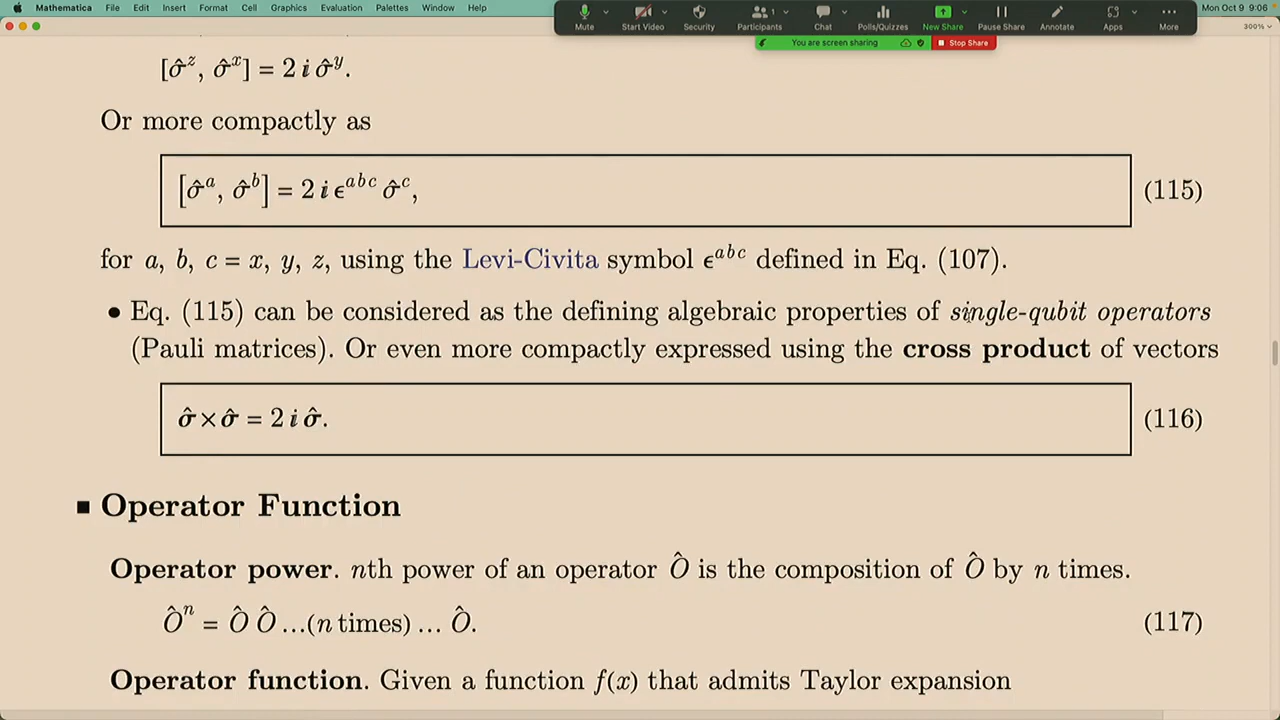 Mathematica File Edit Insert Format Cell Graphics Evaluation Palettes Window Help
Mon Oct 9 9:06
Mute Start Video Security Participants 1 Chat Polls/Quizzes New Share Pause Share Annotate Apps More
You are screen sharing Stop Share
300%
[σ̂^z, σ̂^x] = 2 i σ̂^y.
Or more compactly as
[σ̂^a, σ̂^b] = 2 i ϵ^{abc} σ̂^c, (115)
for a, b, c = x, y, z, using the Levi-Civita symbol ϵ^{abc} defined in Eq. (107).
• Eq. (115) can be considered as the defining algebraic properties of single-qubit operators
(Pauli matrices). Or even more compactly expressed using the cross product of vectors
σ̂ × σ̂ = 2 i σ̂. (116)
■ Operator Function
Operator power. nth power of an operator Ô is the composition of Ô by n times.
Ô^n = Ô Ô …(n times) … Ô. (117)
Operator function. Given a function f(x) that admits Taylor expansion